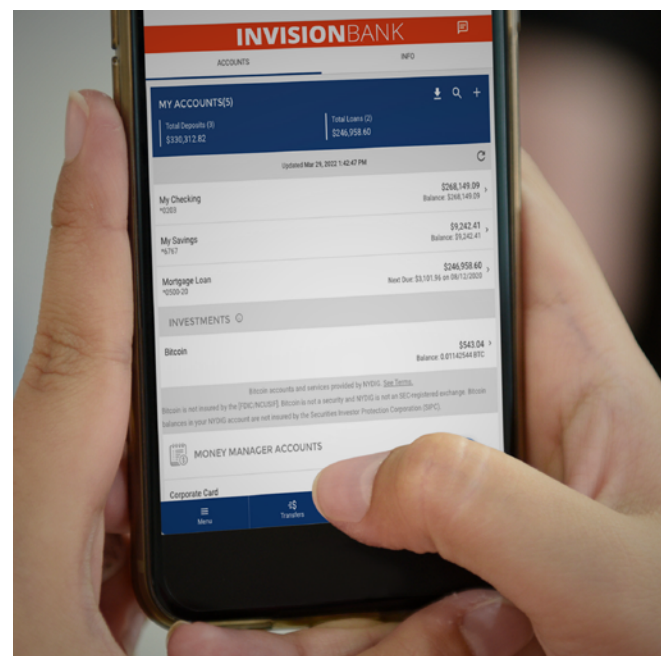 INVISIONBANK
ACCOUNTS INFO
MY ACCOUNTS(5)
Total Deposits (3) Total Loans (2)
$330,312.82 $246,958.60
Updated Mar 29, 2022 1:42:47 PM
My Checking $268,149.09
*0203 Balance: $268,149.09
My Savings $9,242.41
*6767 Balance: $9,242.41
Mortgage Loan $246,958.60
*0500-20 Next Due: $3,101.96 on 06/12/2020
INVESTMENTS
Bitcoin $543.04
Balance: 0.01142544 BTC
Bitcoin accounts and services provided by NYDIG. See Terms.
Bitcoin is not insured by the [FDIC/NCUSIF]. Bitcoin is not a security and NYDIG is not an SEC-registered exchange. Bitcoin
balances in your NYDIG account are not insured by the Securities Investor Protection Corporation (SIPC).
MONEY MANAGER ACCOUNTS
Corporate Card
Menu Transfers